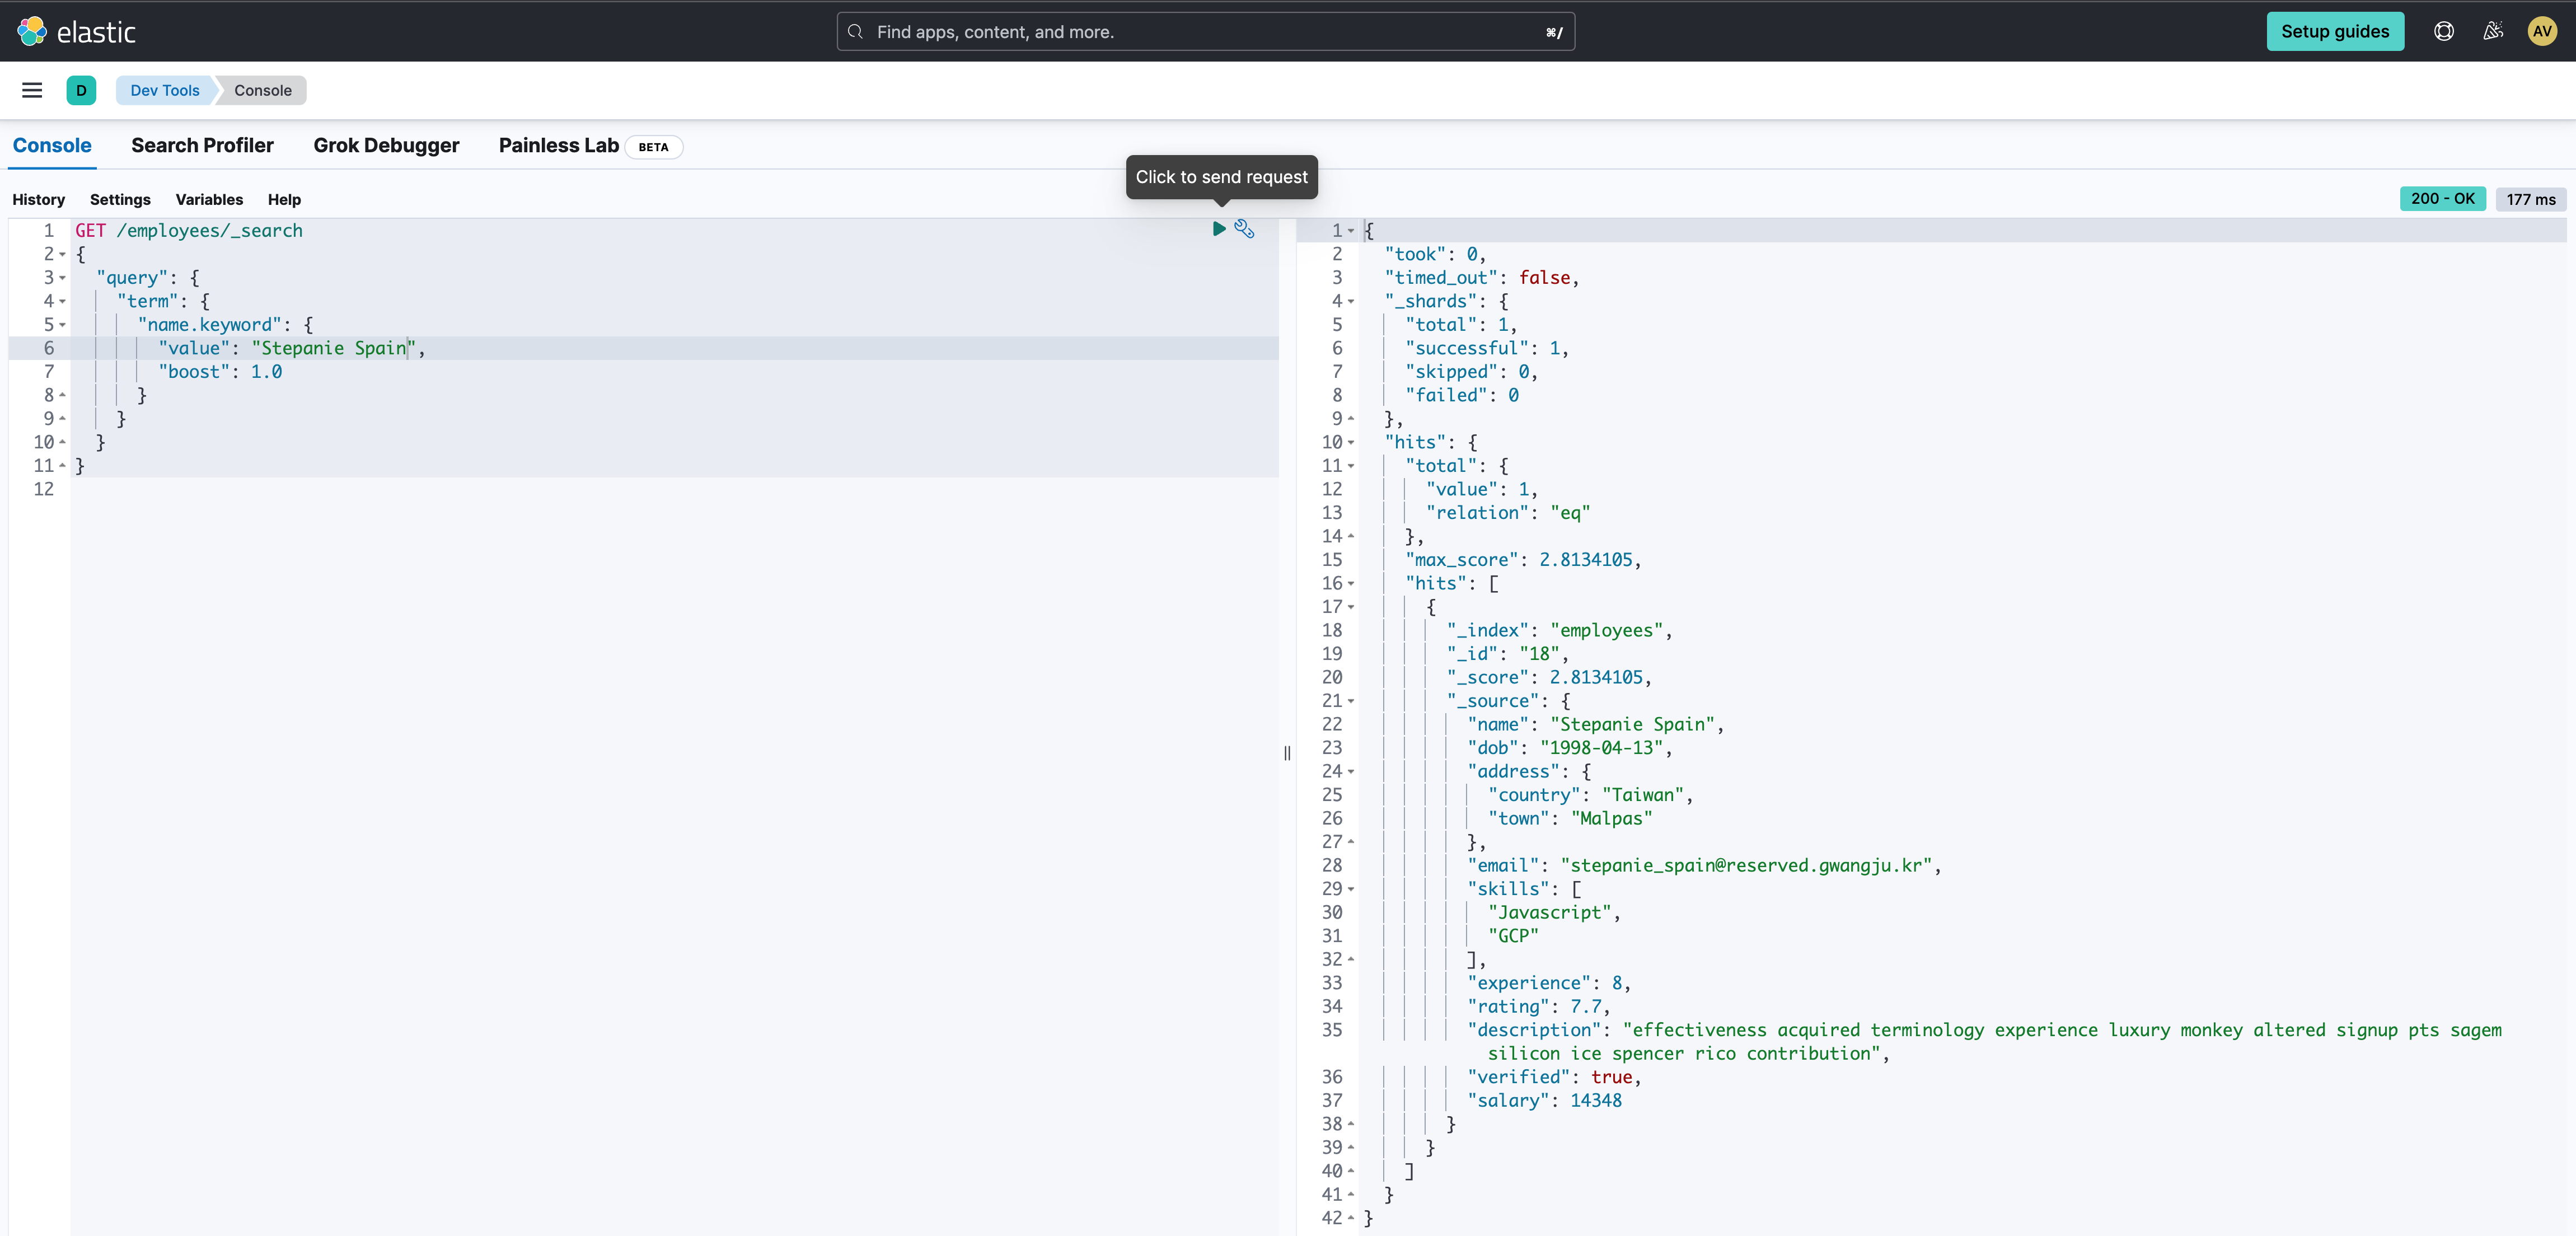 elastic
Find apps, content, and more.
⌘/
Setup guides
AV
D
Dev Tools
Console
Console
Search Profiler
Grok Debugger
Painless Lab
BETA
Click to send request
History
Settings
Variables
Help
200 - OK
177 ms
1 GET /employees/_search
2 {
3 "query": {
4 "term": {
5 "name.keyword": {
6 "value": "Stepanie Spain",
7 "boost": 1.0
8 }
9 }
10 }
11 }
12
1 {
2 "took": 0,
3 "timed_out": false,
4 "_shards": {
5 "total": 1,
6 "successful": 1,
7 "skipped": 0,
8 "failed": 0
9 },
10 "hits": {
11 "total": {
12 "value": 1,
13 "relation": "eq"
14 },
15 "max_score": 2.8134105,
16 "hits": [
17 {
18 "_index": "employees",
19 "_id": "18",
20 "_score": 2.8134105,
21 "_source": {
22 "name": "Stepanie Spain",
23 "dob": "1998-04-13",
24 "address": {
25 "country": "Taiwan",
26 "town": "Malpas"
27 },
28 "email": "stepanie_spain@reserved.gwangju.kr",
29 "skills": [
30 "Javascript",
31 "GCP"
32 ],
33 "experience": 8,
34 "rating": 7.7,
35 "description": "effectiveness acquired terminology experience luxury monkey altered signup pts sagem
silicon ice spencer rico contribution",
36 "verified": true,
37 "salary": 14348
38 }
39 }
40 ]
41 }
42 }